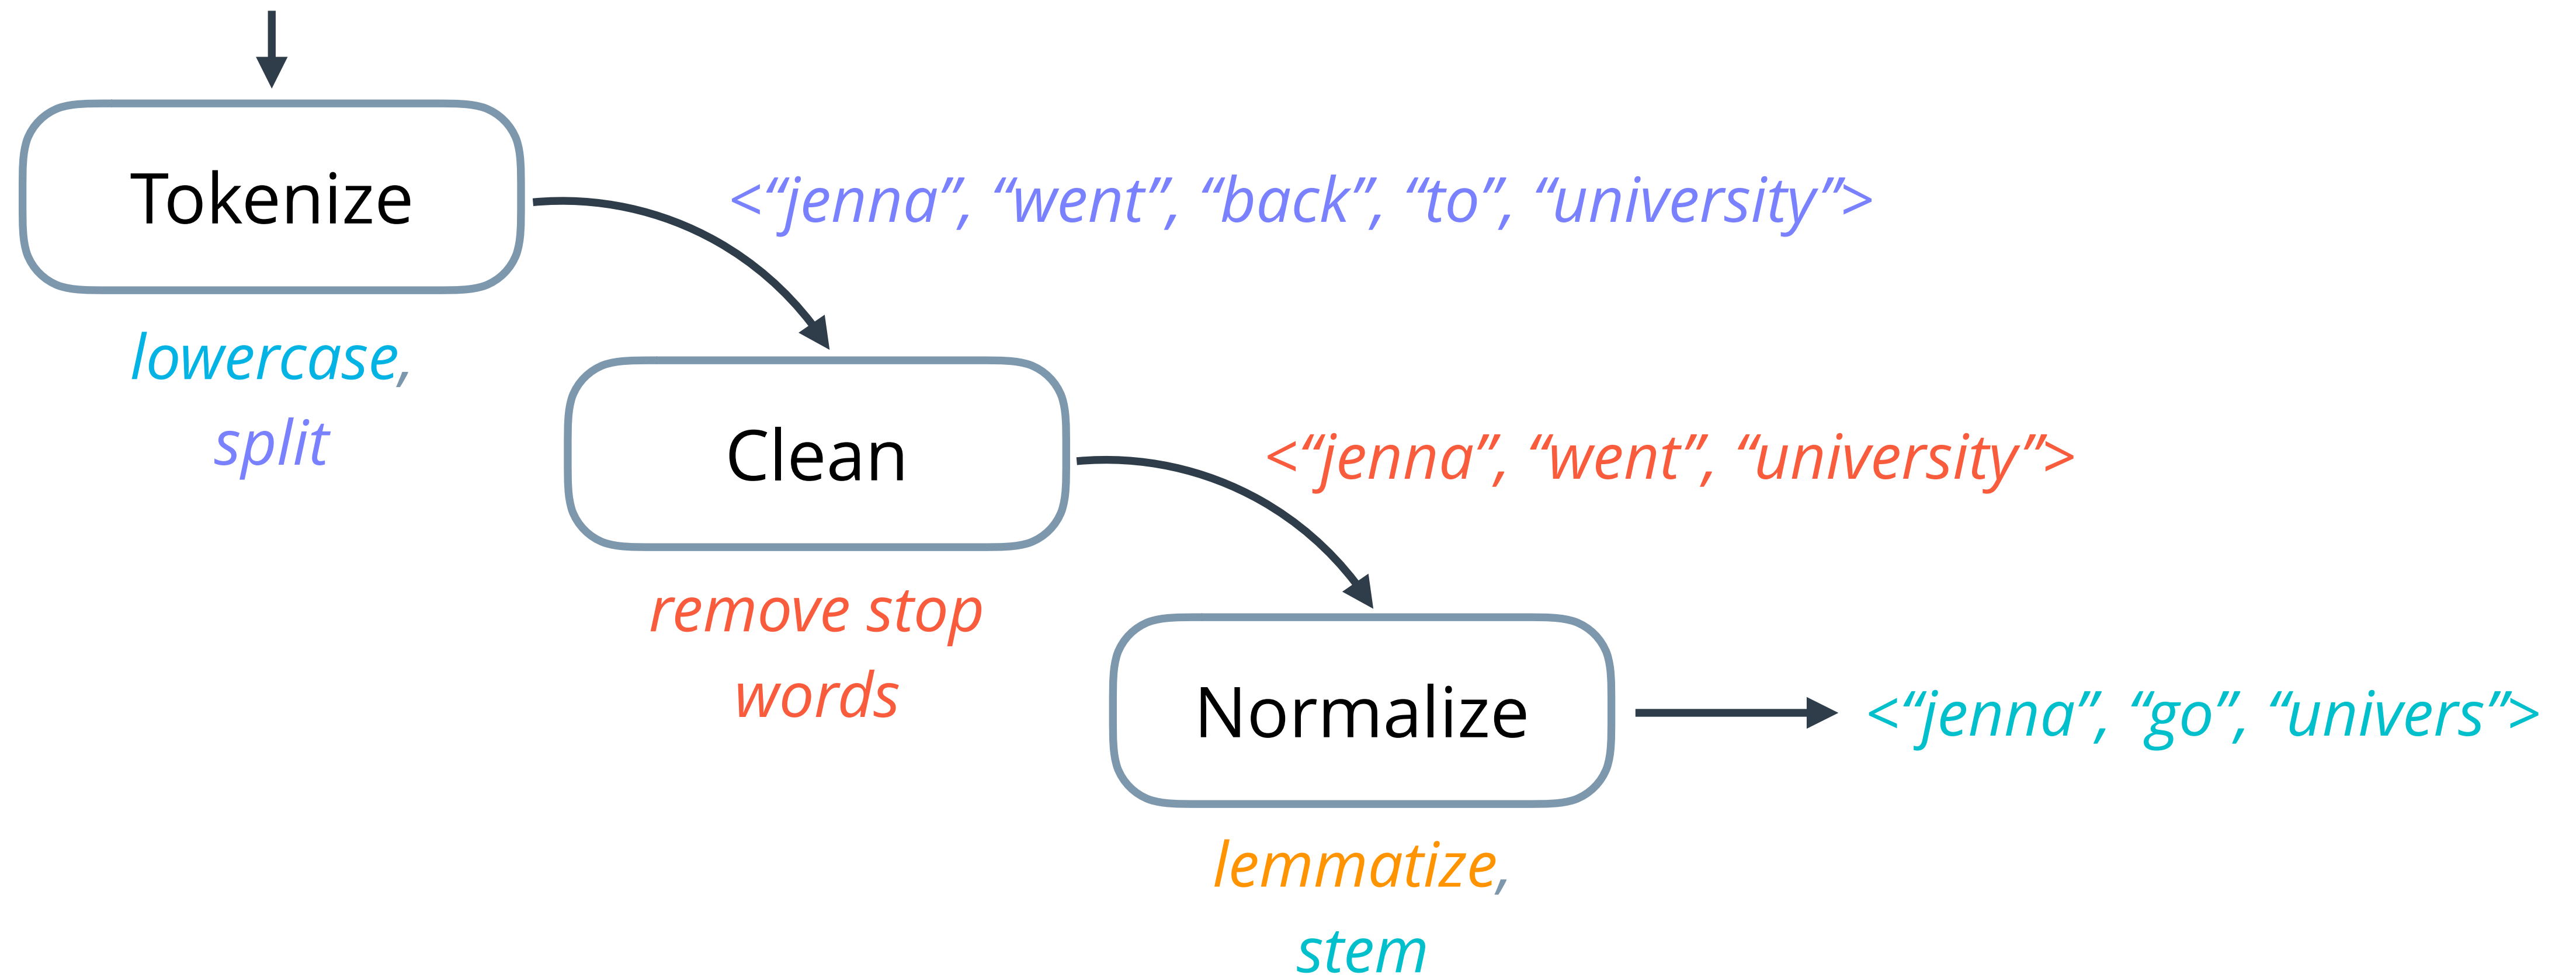 Tokenize
<“jenna”, “went”, “back”, “to”, “university”>
lowercase,
split
Clean
<“jenna”, “went”, “university”>
remove stop
words
Normalize
<“jenna”, “go”, “univers”>
lemmatize,
stem